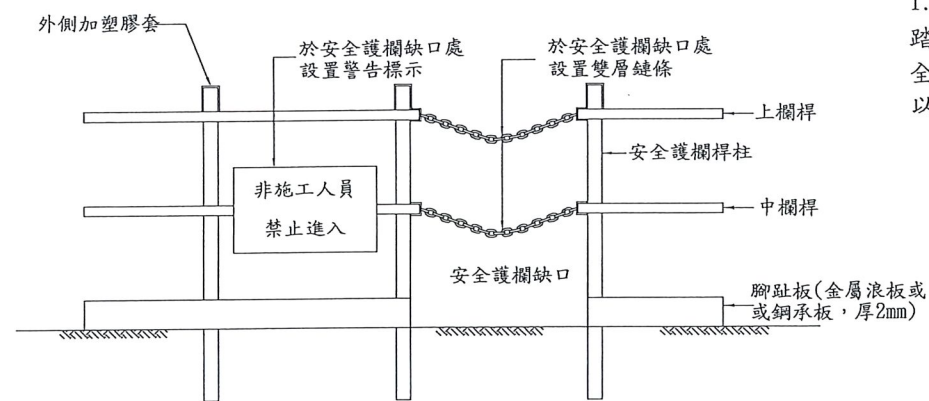 外側加塑膠套
於安全護欄缺口處
設置警告標示
於安全護欄缺口處
設置雙層鏈條
1.
踏
全
以
上欄桿
安全護欄桿柱
非施工人員
禁止進入
中欄桿
安全護欄缺口
腳趾板(金屬浪板或
或鋼承板，厚2mm)